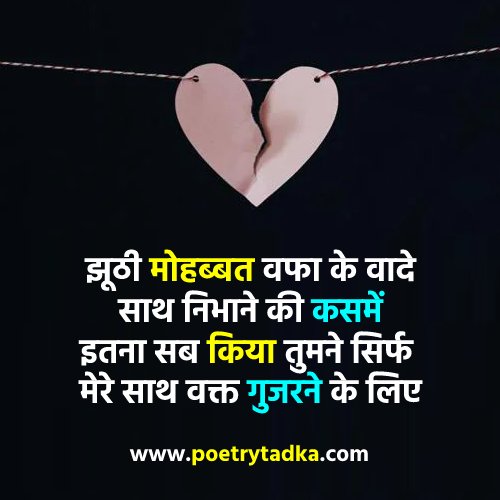 झूठी मोहब्बत वफा के वादे
साथ निभाने की कसमें
इतना सब किया तुमने सिर्फ
मेरे साथ वक्त गुजरने के लिए
www.poetrytadka.com